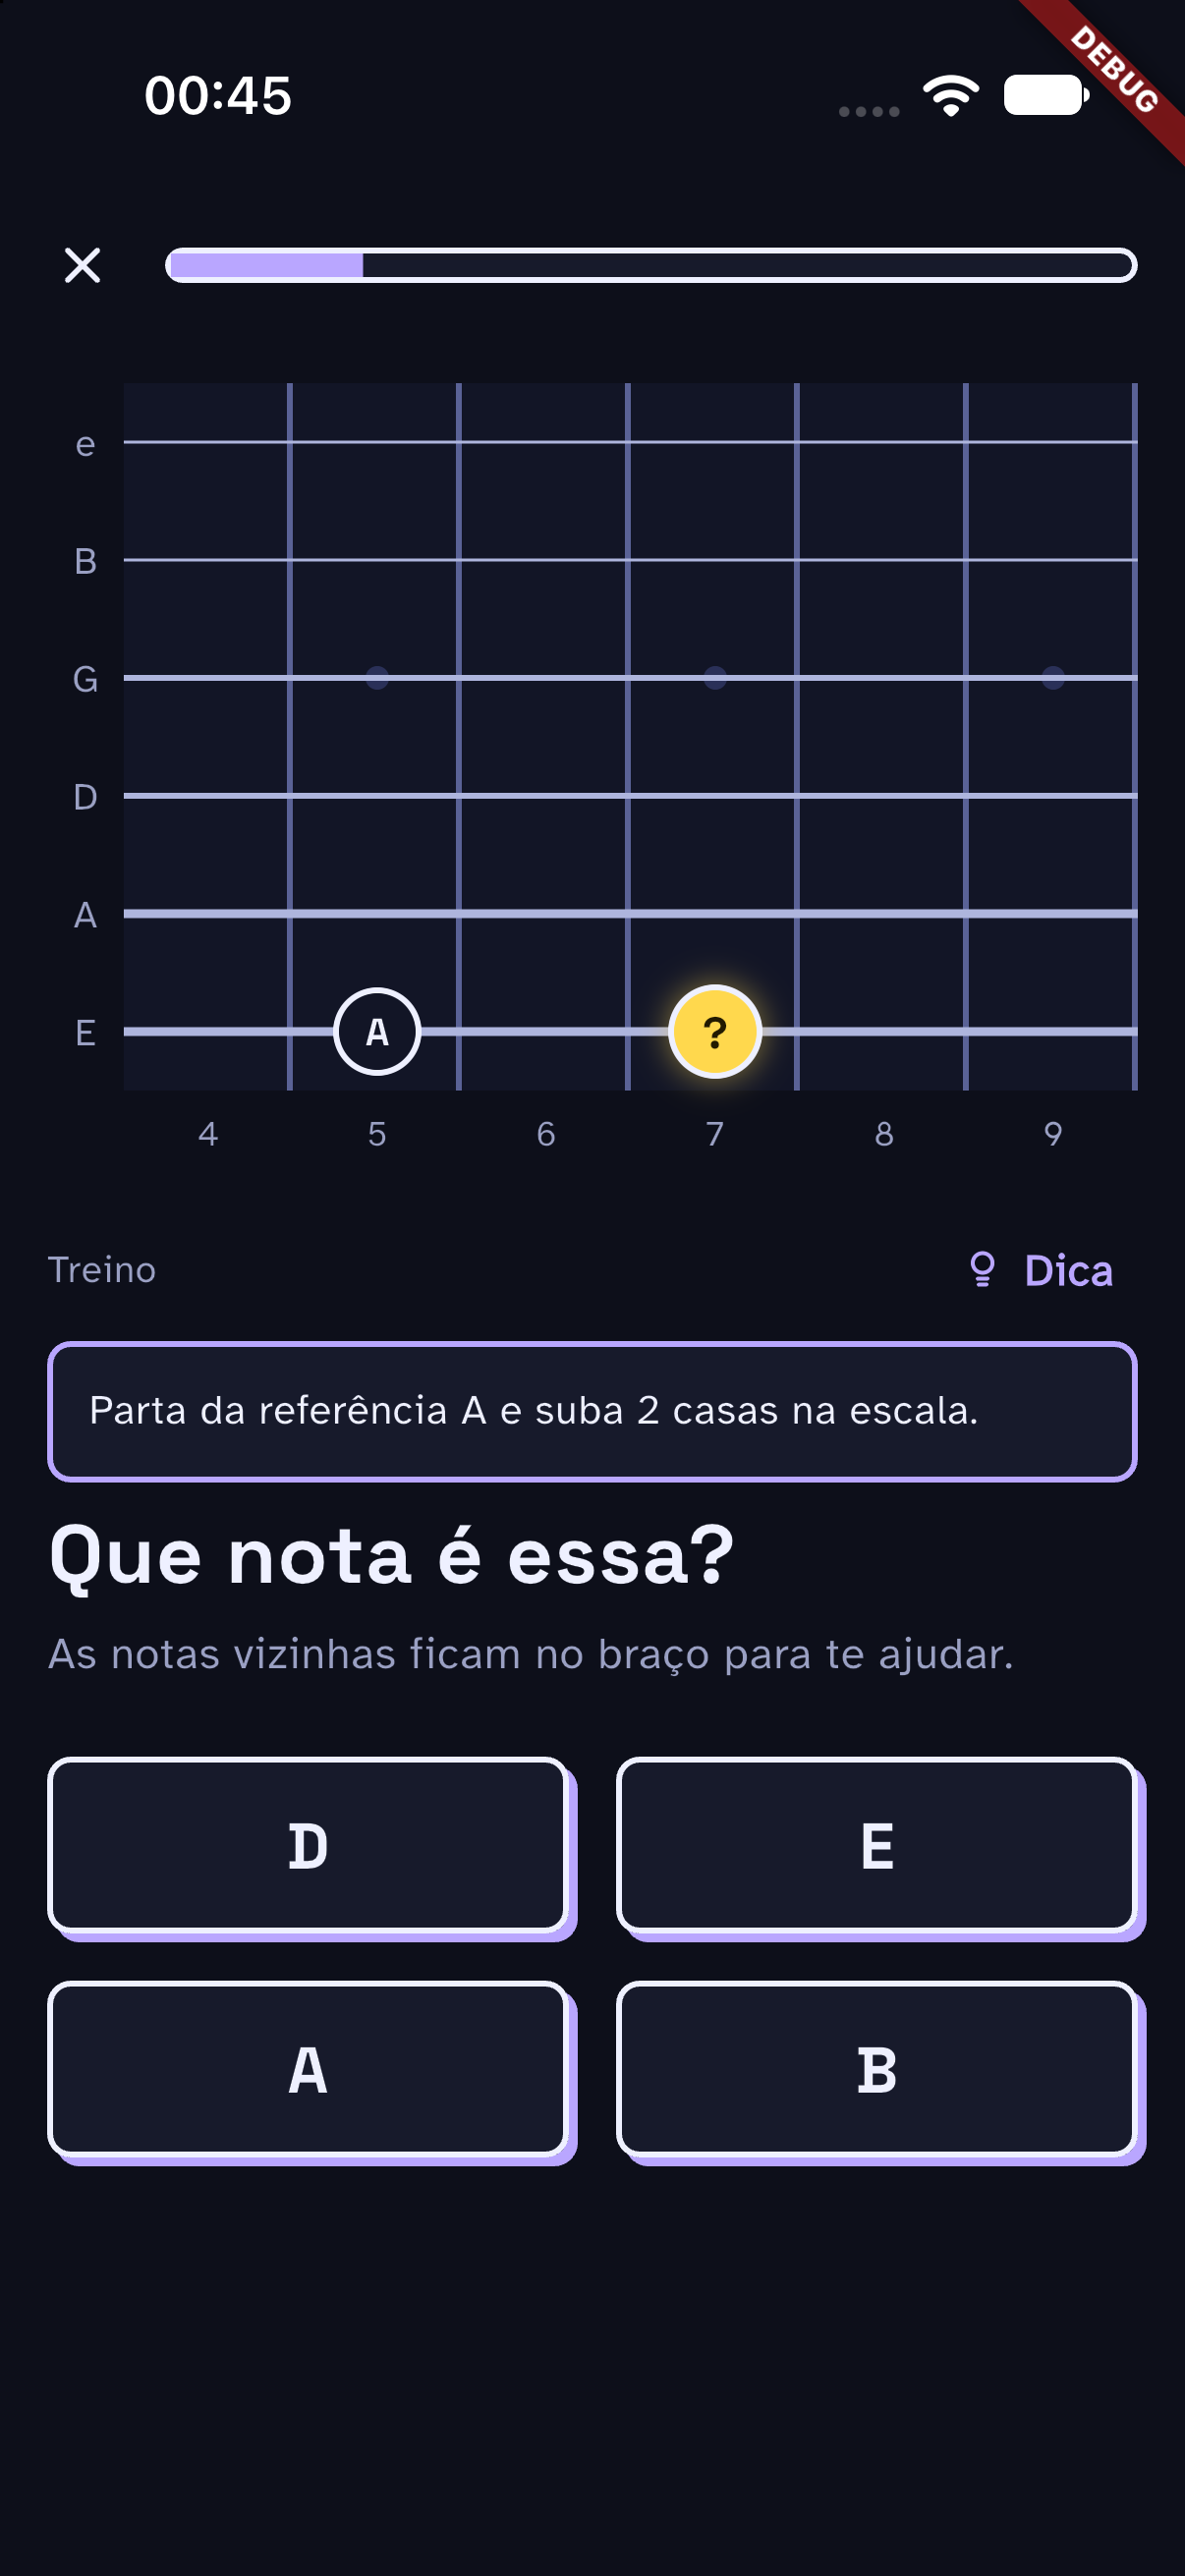 00:45
DEBUG
e
B
G
D
A
E
A
?
4 5 6 7 8 9
Treino
Dica
Parta da referência A e suba 2 casas na escala.
Que nota é essa?
As notas vizinhas ficam no braço para te ajudar.
D
E
A
B